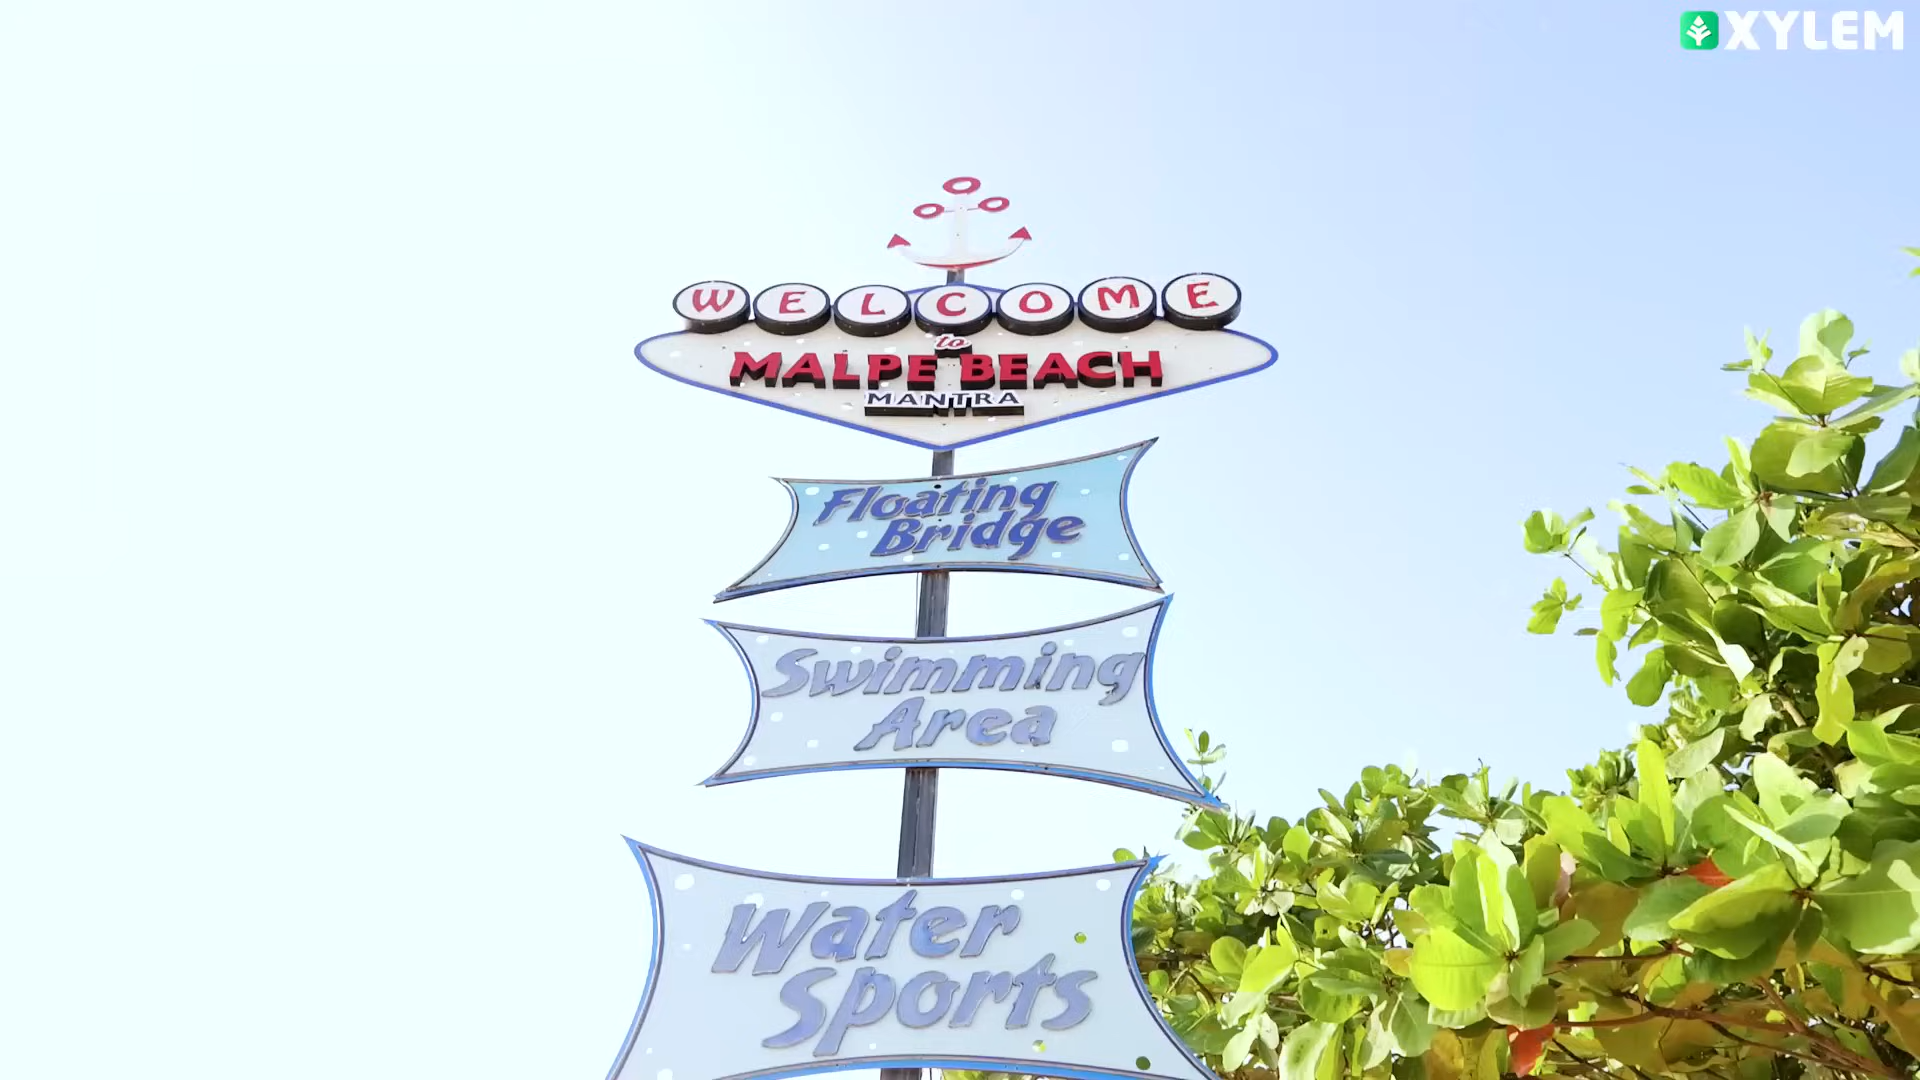 XYLEM
WELCOME
to
MALPE BEACH
MANTRA
Floating
Bridge
Swimming
Area
Water
Sports